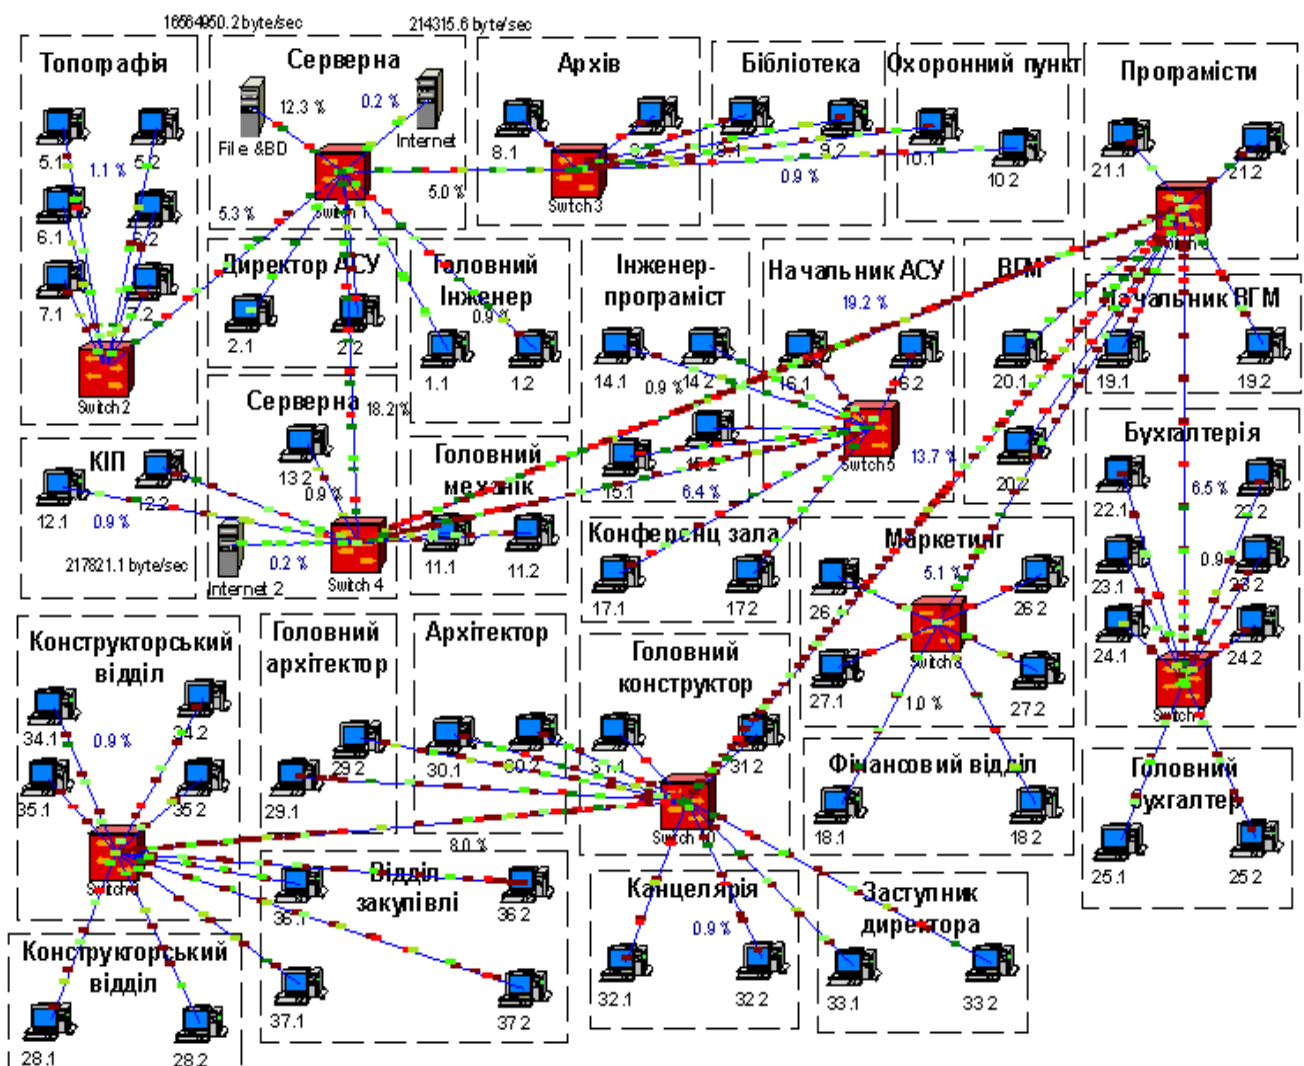 16564950.2 byte/sec
214315.6 byte/sec
Топографія
Серверна
Архів
Бібліотека
Охоронний пункт
Програмісти
12.3 %
0.2 %
5.1
5.2
File &BD
Internet
8.1
9.2
10.1
10.2
21.1
21.2
1.1 %
5.0 %
0.9 %
Switch 3
6.1
5.3 %
Директор АСУ
Головний
Інженер
Інженер-
програміст
Начальник АСУ
ВГМ
Начальник ВГМ
19.2 %
7.1
7.2
2.1
2.2
0.9 %
1.1
1.2
14.1
14.2
0.9 %
16.1
20.1
19.1
19.2
Switch 2
Серверна
18.2 %
КІП
13.2
0.9 %
Головний
механік
15.1
6.4 %
Switch 5
13.7 %
20.2
Бухгалтерія
22.1
6.5 %
12.1
0.9 %
217821.1 byte/sec
Internet 2
0.2 %
Switch 4
11.1
11.2
Конференц зала
17.1
17.2
Маркетинг
5.1 %
26.2
23.1
0.9
Конструкторський
відділ
Головний
архітектор
Архітектор
Головний
конструктор
27.1
27.2
1.0 %
24.1
24.2
34.1
0.9 %
35.1
35.2
29.2
29.1
30.1
31.2
Фінансовий відділ
18.1
18.2
Головний
бухгалтер
25.1
25.2
8.0 %
Відділ
закупівлі
36.1
36.2
Канцелярія
0.9 %
Заступник
директора
Конструкторський
відділ
37.1
37.2
32.1
32.2
33.1
33.2
28.1
28.2